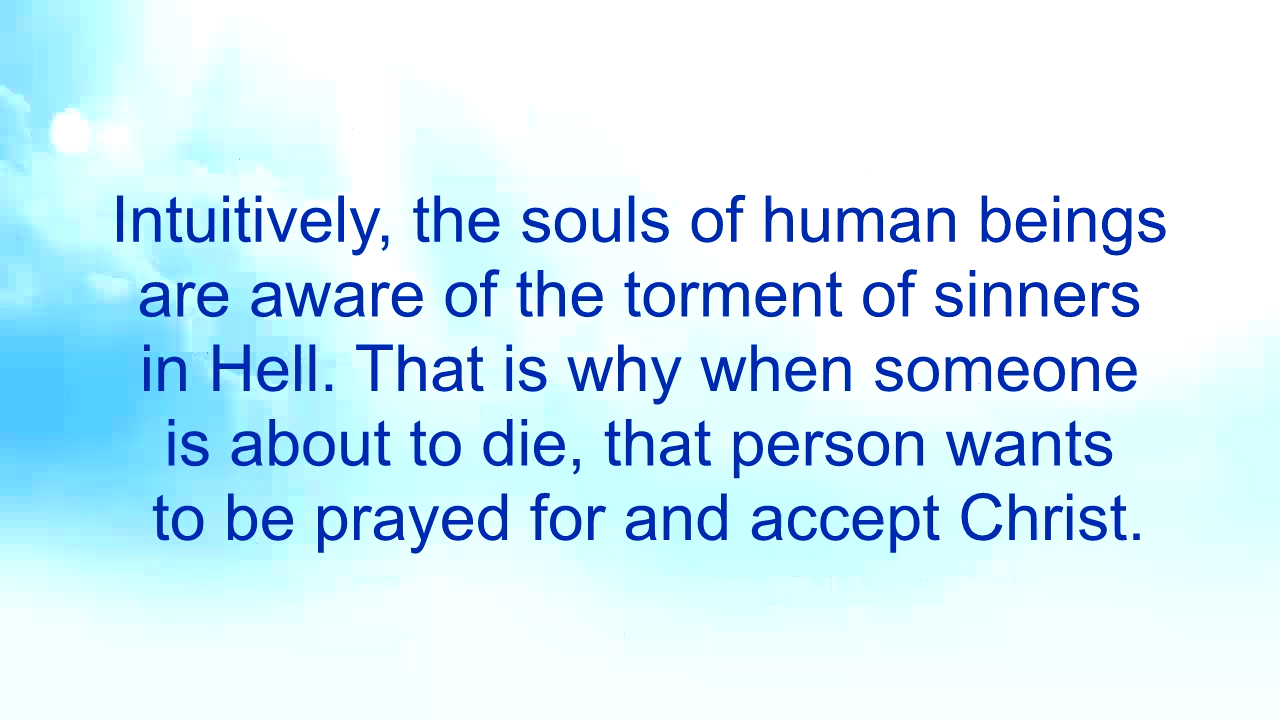 Intuitively, the souls of human beings
are aware of the torment of sinners
in Hell. That is why when someone
is about to die, that person wants
to be prayed for and accept Christ.